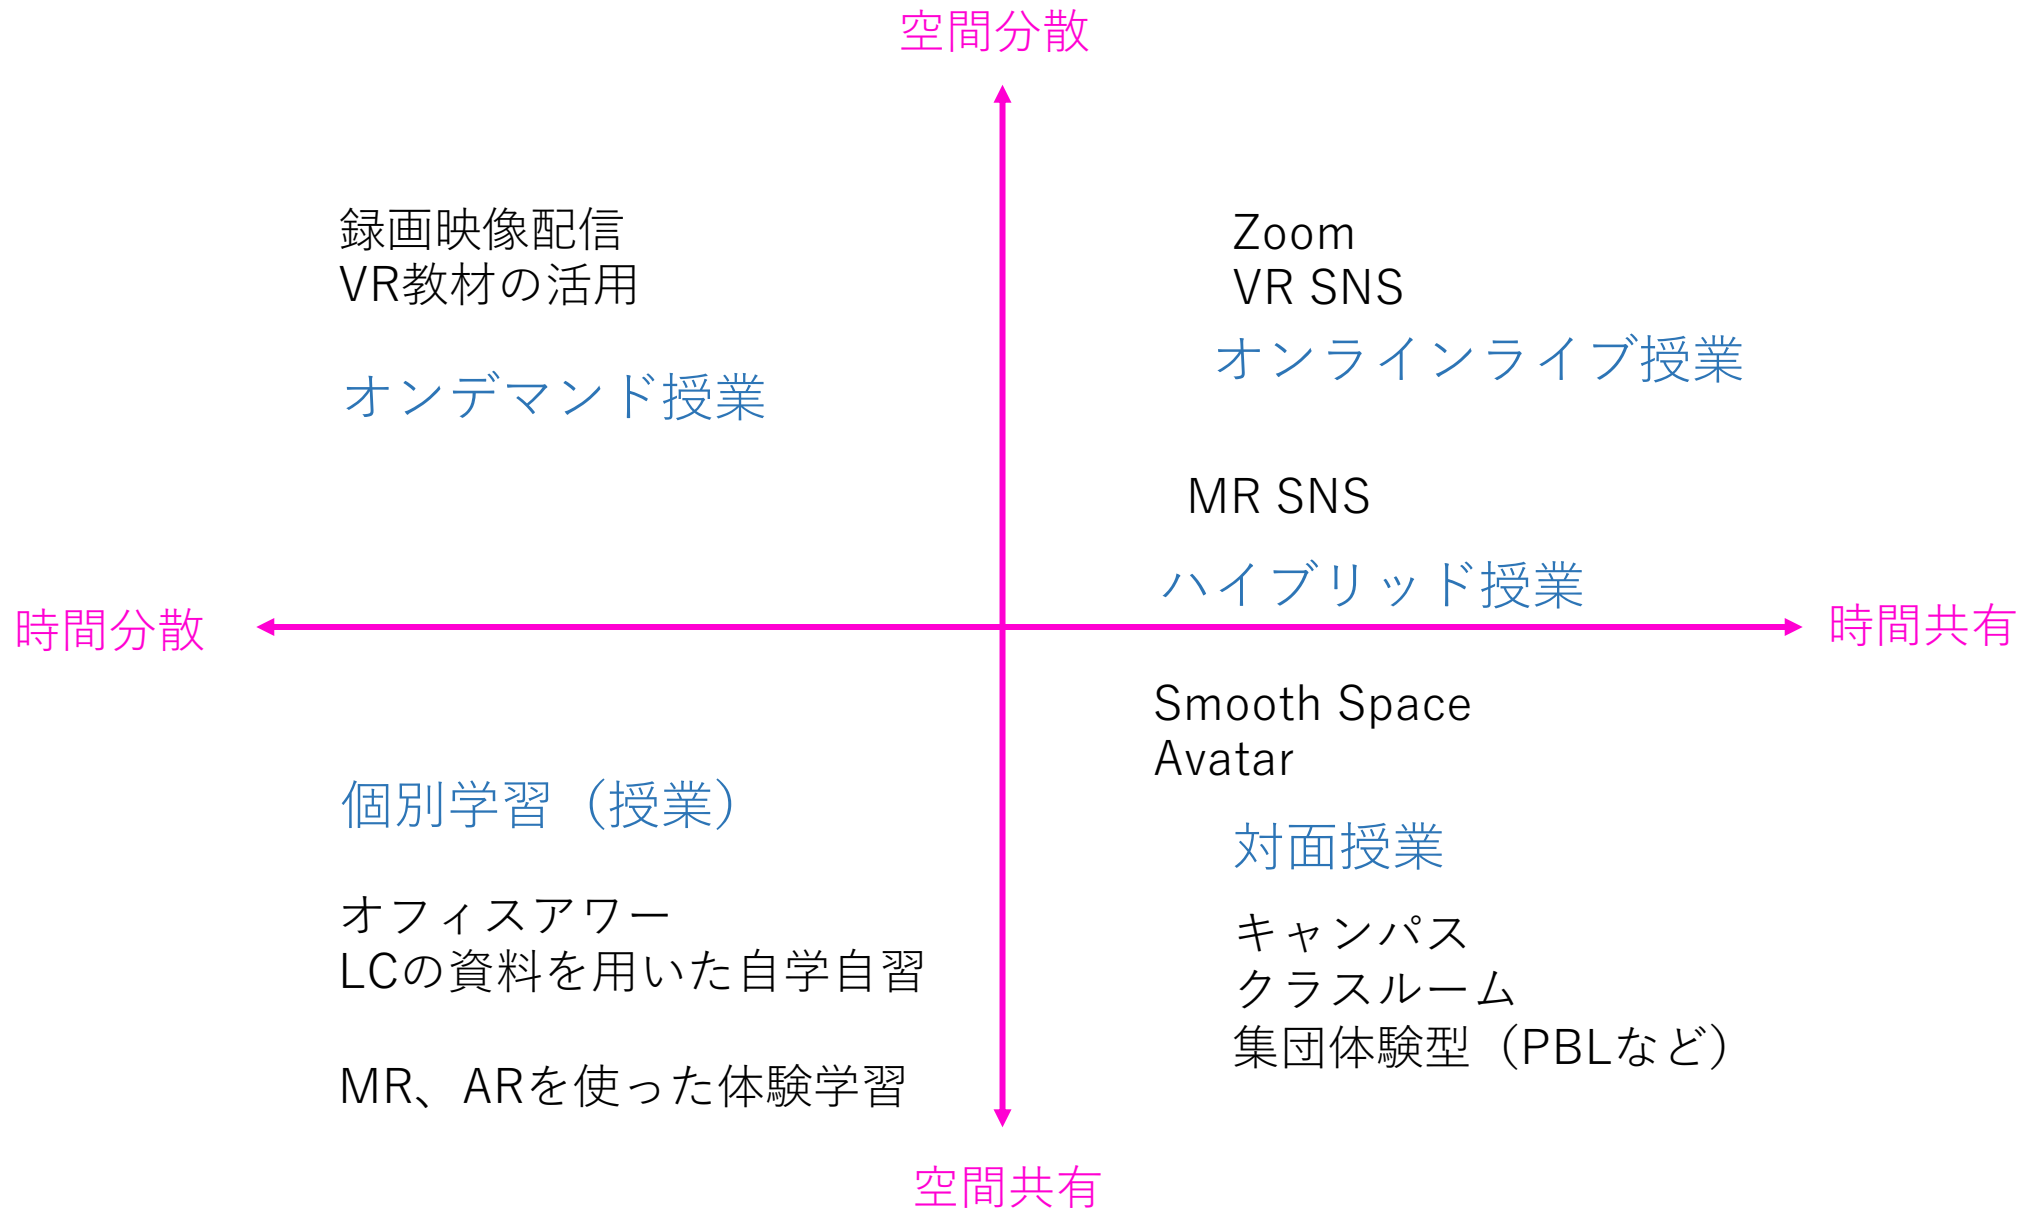 空間分散
録画映像配信
VR教材の活用
オンデマンド授業
Zoom
VR SNS
オンラインライブ授業
MR SNS
ハイブリッド授業
時間分散
時間共有
個別学習（授業）
オフィスアワー
LCの資料を用いた自学自習
MR、ARを使った体験学習
Smooth Space
Avatar
対面授業
キャンパス
クラスルーム
集団体験型（PBLなど）
空間共有